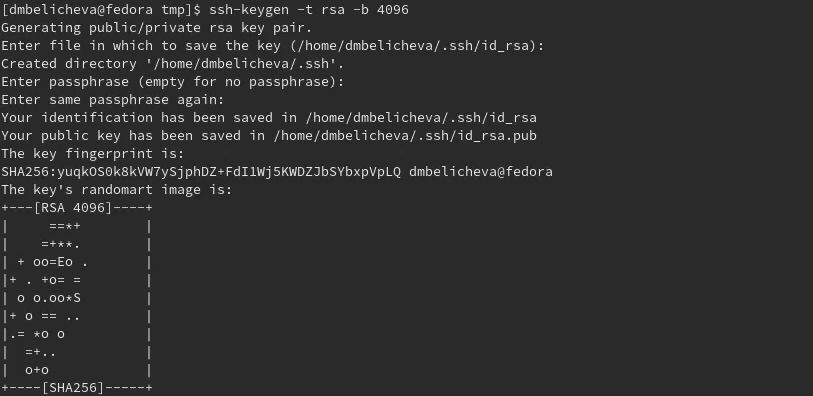 [dmbelicheva@fedora tmp]$ ssh-keygen -t rsa -b 4096
Generating public/private rsa key pair.
Enter file in which to save the key (/home/dmbelicheva/.ssh/id_rsa):
Created directory '/home/dmbelicheva/.ssh'.
Enter passphrase (empty for no passphrase):
Enter same passphrase again:
Your identification has been saved in /home/dmbelicheva/.ssh/id_rsa
Your public key has been saved in /home/dmbelicheva/.ssh/id_rsa.pub
The key fingerprint is:
SHA256:yuqkOS0k8kVW7ySjphDZ+FdI1Wj5KWDZJbSYbxpVpLQ dmbelicheva@fedora
The key's randomart image is:
+---[RSA 4096]----+
|     ==*+        |
|    =+**.        |
| + oo=Eo .       |
|+ . +o= =        |
| o o.oo*S        |
|+ o == ..        |
|.= *o o          |
|  =+..           |
|  o+o            |
+----[SHA256]-----+